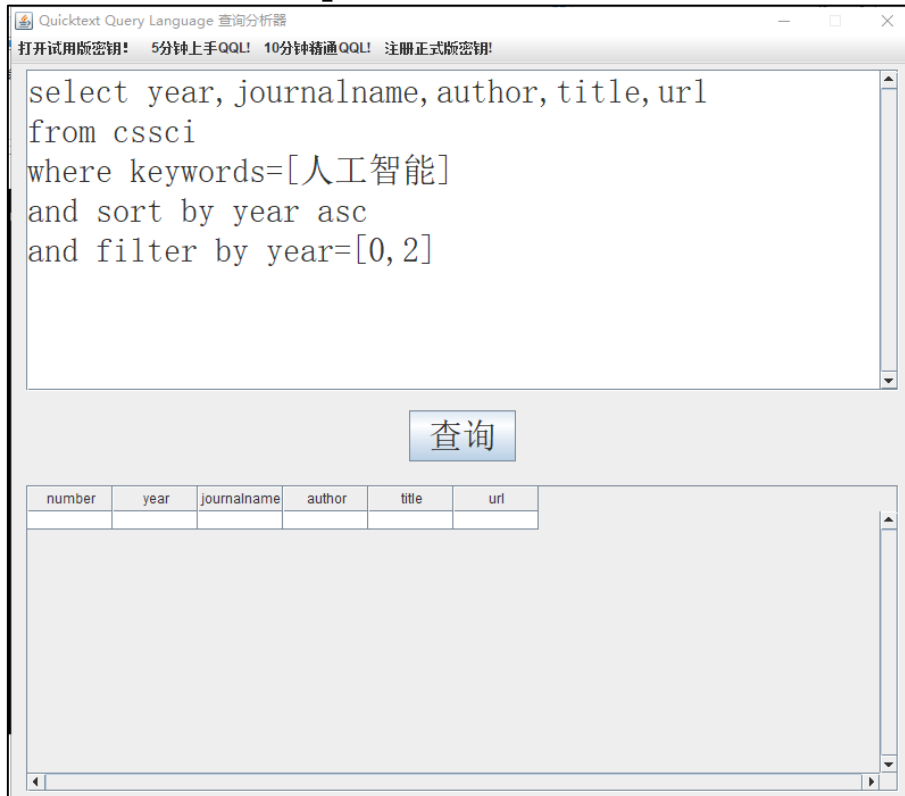 Quicktext Query Language 查询分析器
打开试用版密钥! 5分钟上手QQL! 10分钟精通QQL! 注册正式版密钥!
select year,journalname,author,title,url
from cssci
where keywords=[人工智能]
and sort by year asc
and filter by year=[0,2]
查询
number year journalname author title url